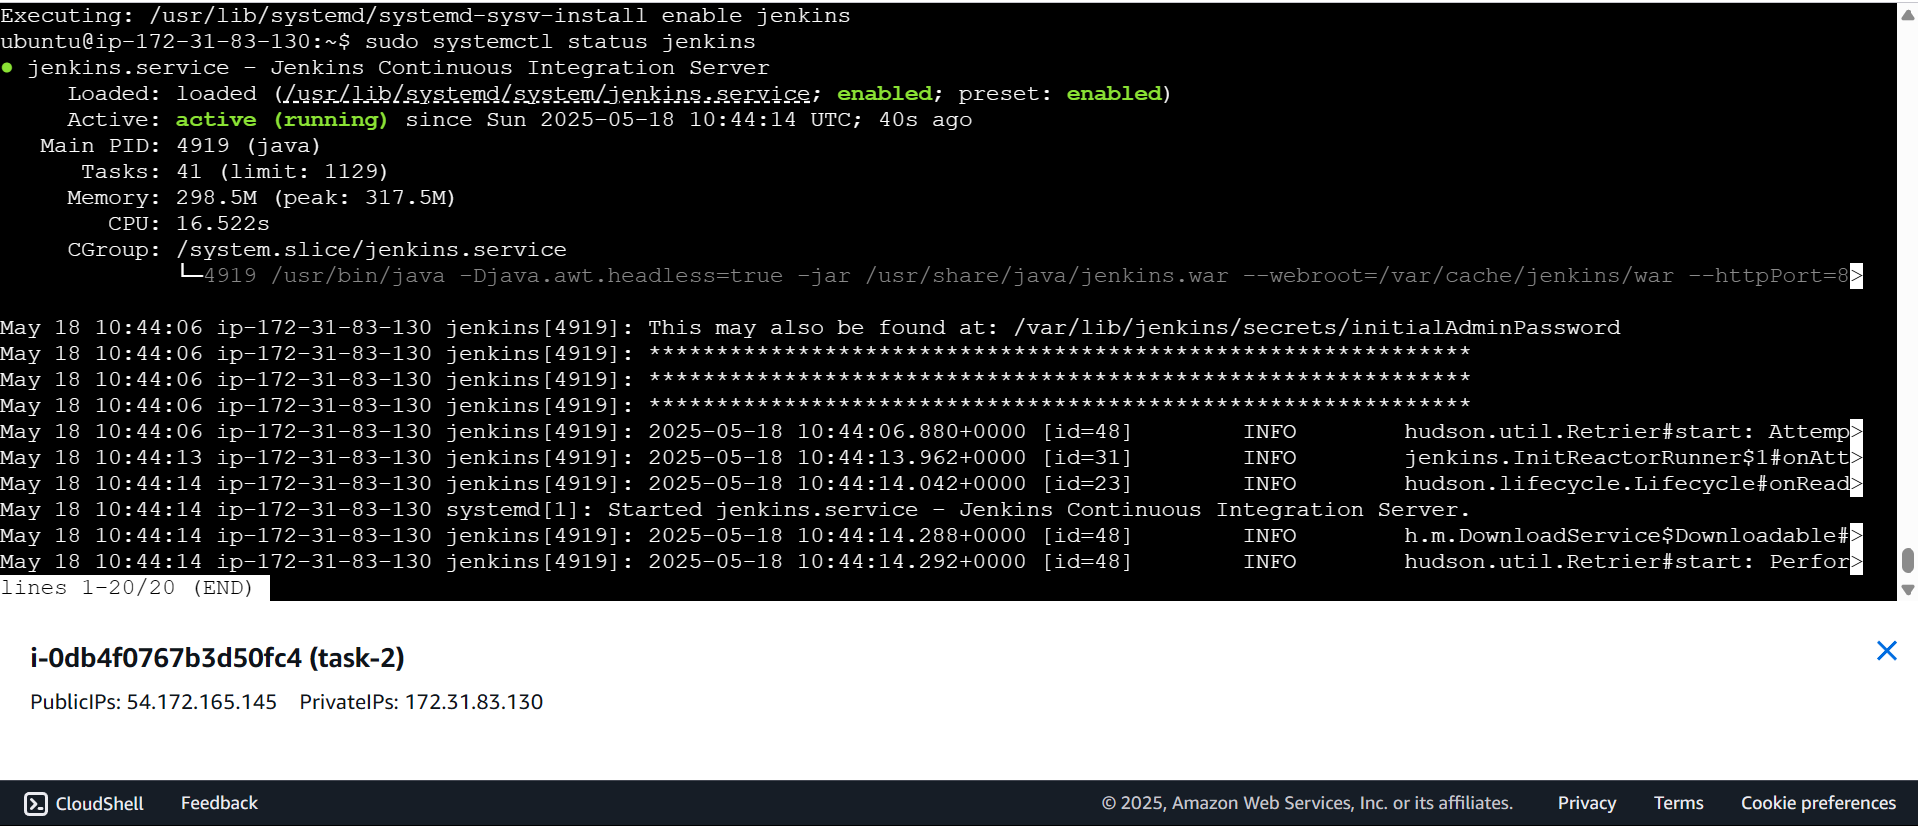 Executing: /usr/lib/systemd/systemd-sysv-install enable jenkins
ubuntu@ip-172-31-83-130:~$ sudo systemctl status jenkins
● jenkins.service - Jenkins Continuous Integration Server
     Loaded: loaded (/usr/lib/systemd/system/jenkins.service; enabled; preset: enabled)
     Active: active (running) since Sun 2025-05-18 10:44:14 UTC; 40s ago
   Main PID: 4919 (java)
      Tasks: 41 (limit: 1129)
     Memory: 298.5M (peak: 317.5M)
        CPU: 16.522s
     CGroup: /system.slice/jenkins.service
             └─4919 /usr/bin/java -Djava.awt.headless=true -jar /usr/share/java/jenkins.war --webroot=/var/cache/jenkins/war --httpPort=8>
May 18 10:44:06 ip-172-31-83-130 jenkins[4919]: This may also be found at: /var/lib/jenkins/secrets/initialAdminPassword
May 18 10:44:06 ip-172-31-83-130 jenkins[4919]: *************************************************************
May 18 10:44:06 ip-172-31-83-130 jenkins[4919]: *************************************************************
May 18 10:44:06 ip-172-31-83-130 jenkins[4919]: *************************************************************
May 18 10:44:06 ip-172-31-83-130 jenkins[4919]: 2025-05-18 10:44:06.880+0000 [id=48]        INFO        hudson.util.Retrier#start: Attemp>
May 18 10:44:13 ip-172-31-83-130 jenkins[4919]: 2025-05-18 10:44:13.962+0000 [id=31]        INFO        jenkins.InitReactorRunner$1#onAtt>
May 18 10:44:14 ip-172-31-83-130 jenkins[4919]: 2025-05-18 10:44:14.042+0000 [id=23]        INFO        hudson.lifecycle.Lifecycle#onRead>
May 18 10:44:14 ip-172-31-83-130 systemd[1]: Started jenkins.service - Jenkins Continuous Integration Server.
May 18 10:44:14 ip-172-31-83-130 jenkins[4919]: 2025-05-18 10:44:14.288+0000 [id=48]        INFO        h.m.DownloadService$Downloadable#>
May 18 10:44:14 ip-172-31-83-130 jenkins[4919]: 2025-05-18 10:44:14.292+0000 [id=48]        INFO        hudson.util.Retrier#start: Perfor>
lines 1-20/20 (END)
i-0db4f0767b3d50fc4 (task-2)
PublicIPs: 54.172.165.145    PrivateIPs: 172.31.83.130
CloudShell    Feedback    © 2025, Amazon Web Services, Inc. or its affiliates.    Privacy    Terms    Cookie preferences